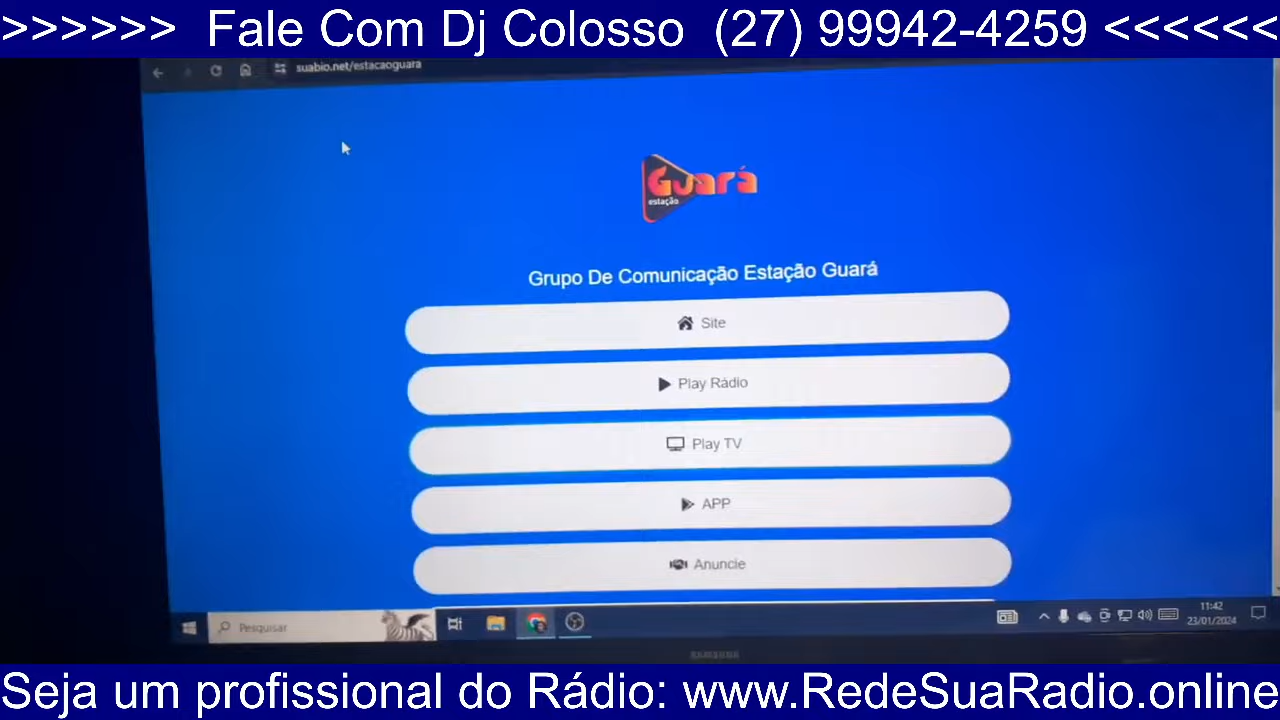 >>>>>> Fale Com Dj Colosso (27) 99942-4259 <<<<<<
suabio.net/estacaoguara
Guará
estação
Grupo De Comunicação Estação Guará
Site
Play Rádio
Play TV
APP
Anuncie
Pesquisar
11:42
23/01/2024
SAMSUNG
Seja um profissional do Rádio: www.RedeSuaRadio.online